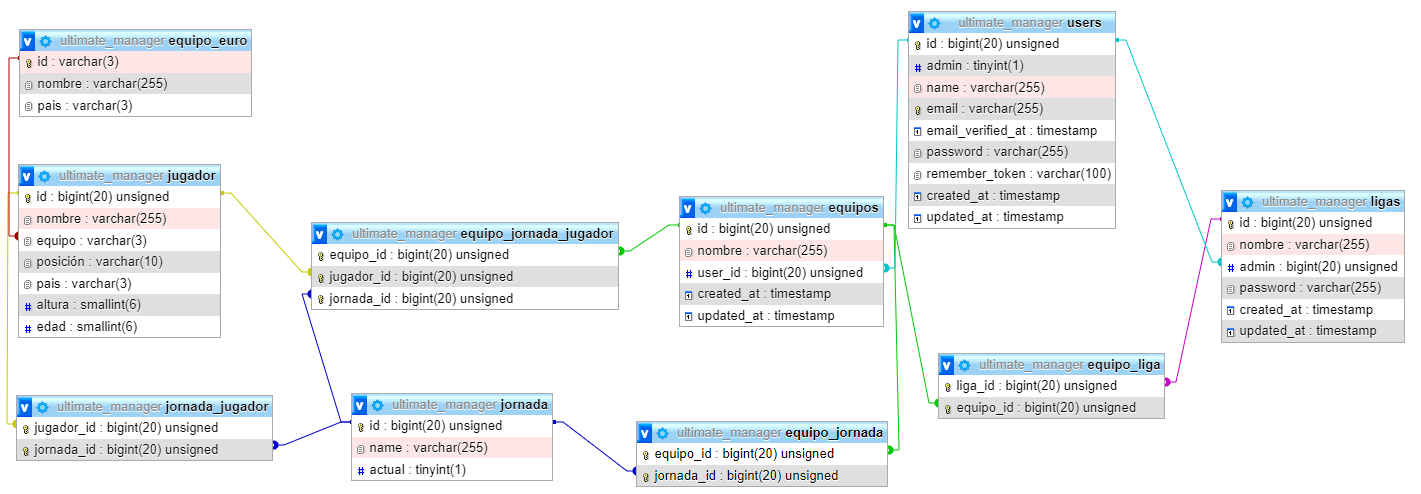 ultimate_manager equipo_euro
id : varchar(3)
nombre : varchar(255)
pais : varchar(3)
ultimate_manager jugador
id : bigint(20) unsigned
nombre : varchar(255)
equipo : varchar(3)
posición : varchar(10)
pais : varchar(3)
altura : smallint(6)
edad : smallint(6)
ultimate_manager jornada_jugador
jugador_id : bigint(20) unsigned
jornada_id : bigint(20) unsigned
ultimate_manager equipo_jornada_jugador
equipo_id : bigint(20) unsigned
jugador_id : bigint(20) unsigned
jornada_id : bigint(20) unsigned
ultimate_manager jornada
id : bigint(20) unsigned
name : varchar(255)
actual : tinyint(1)
ultimate_manager equipos
id : bigint(20) unsigned
nombre : varchar(255)
user_id : bigint(20) unsigned
created_at : timestamp
updated_at : timestamp
ultimate_manager equipo_jornada
equipo_id : bigint(20) unsigned
jornada_id : bigint(20) unsigned
ultimate_manager users
id : bigint(20) unsigned
admin : tinyint(1)
name : varchar(255)
email : varchar(255)
email_verified_at : timestamp
password : varchar(255)
remember_token : varchar(100)
created_at : timestamp
updated_at : timestamp
ultimate_manager equipo_liga
liga_id : bigint(20) unsigned
equipo_id : bigint(20) unsigned
ultimate_manager ligas
id : bigint(20) unsigned
nombre : varchar(255)
admin : bigint(20) unsigned
password : varchar(255)
created_at : timestamp
updated_at : timestamp